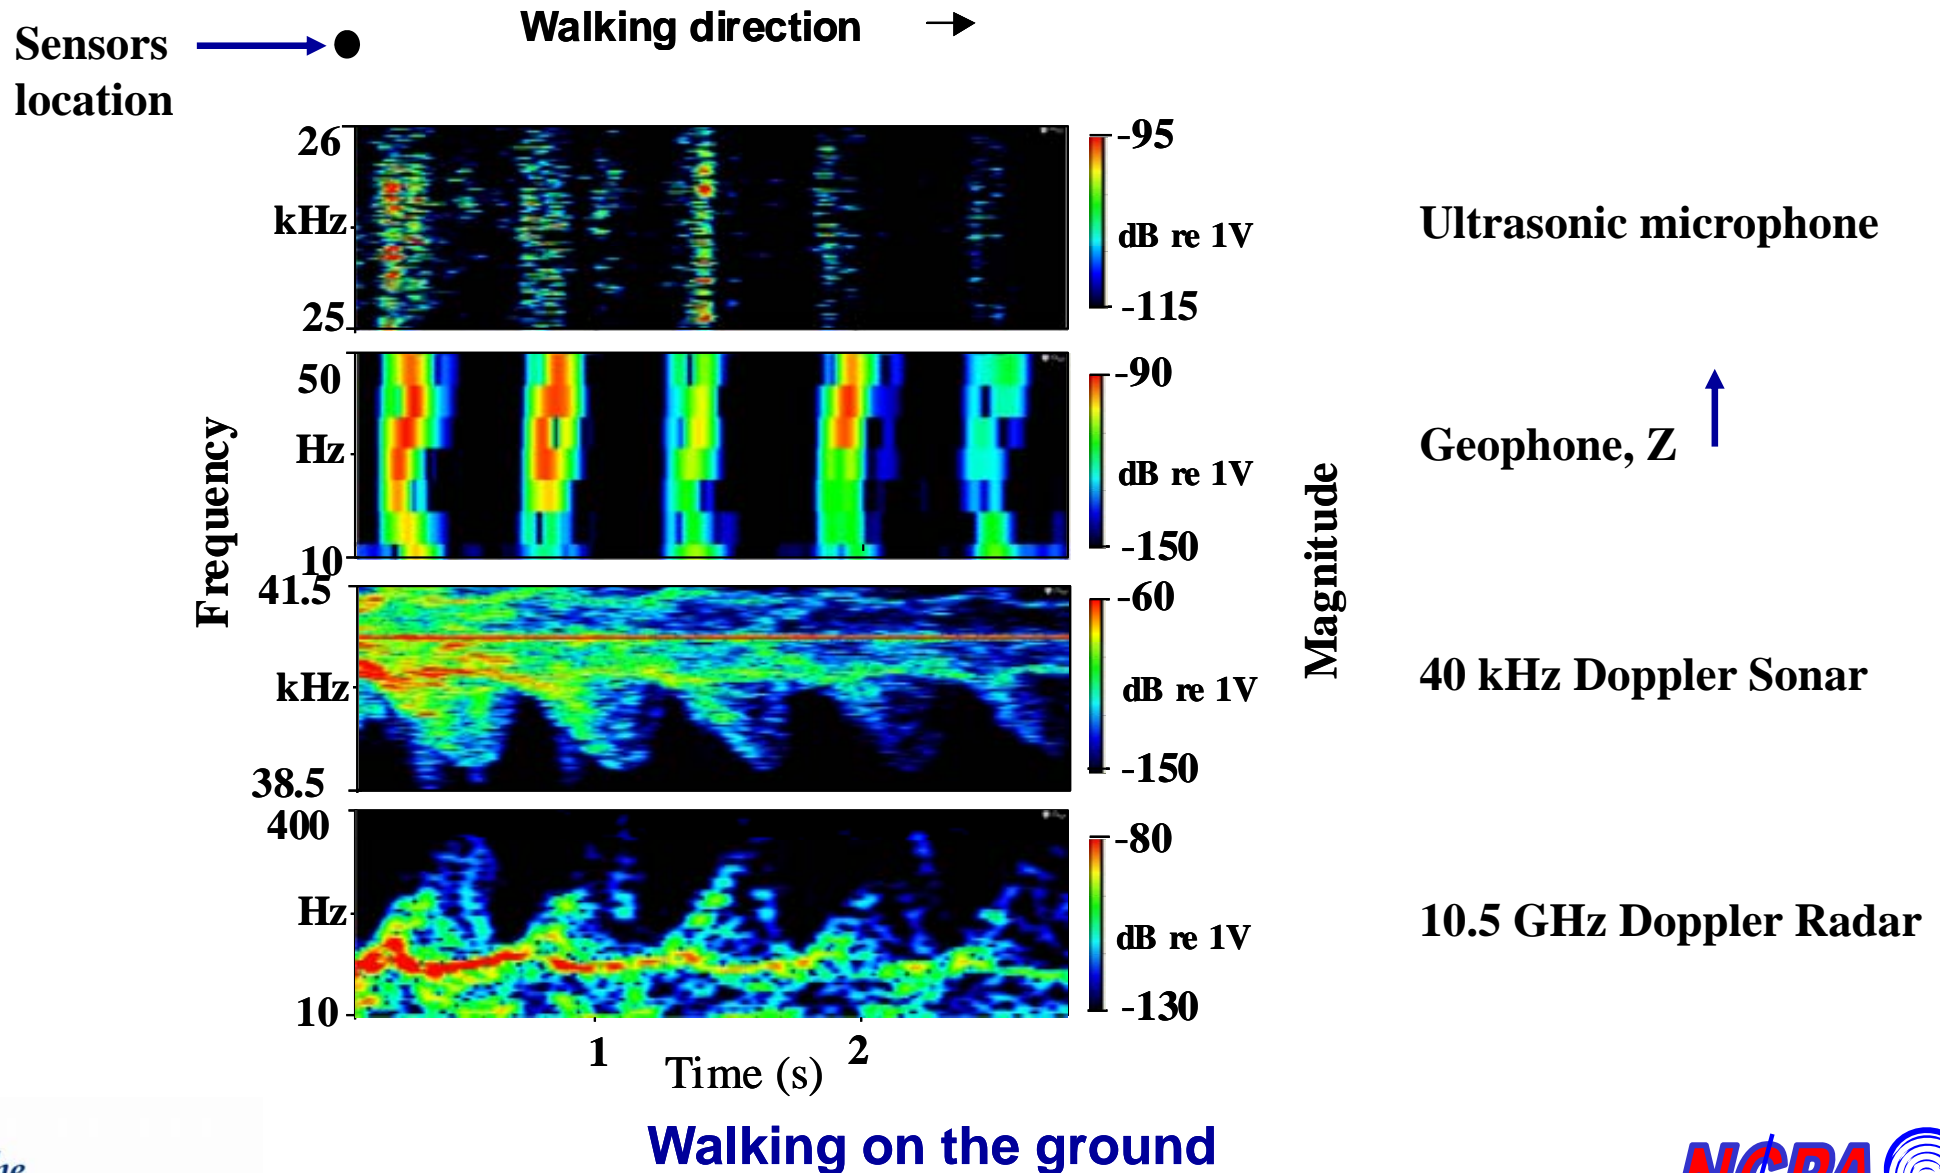 Walking direction
Sensors
location
26
kHz
25
-95
dB re 1V
-115
Ultrasonic microphone
50
Hz
10
-90
dB re 1V
-150
Geophone, Z
Frequency
Magnitude
41.5
kHz
38.5
-60
dB re 1V
-150
40 kHz Doppler Sonar
400
Hz
10
-80
dB re 1V
-130
10.5 GHz Doppler Radar
1
2
Time (s)
Walking on the ground
NCPA